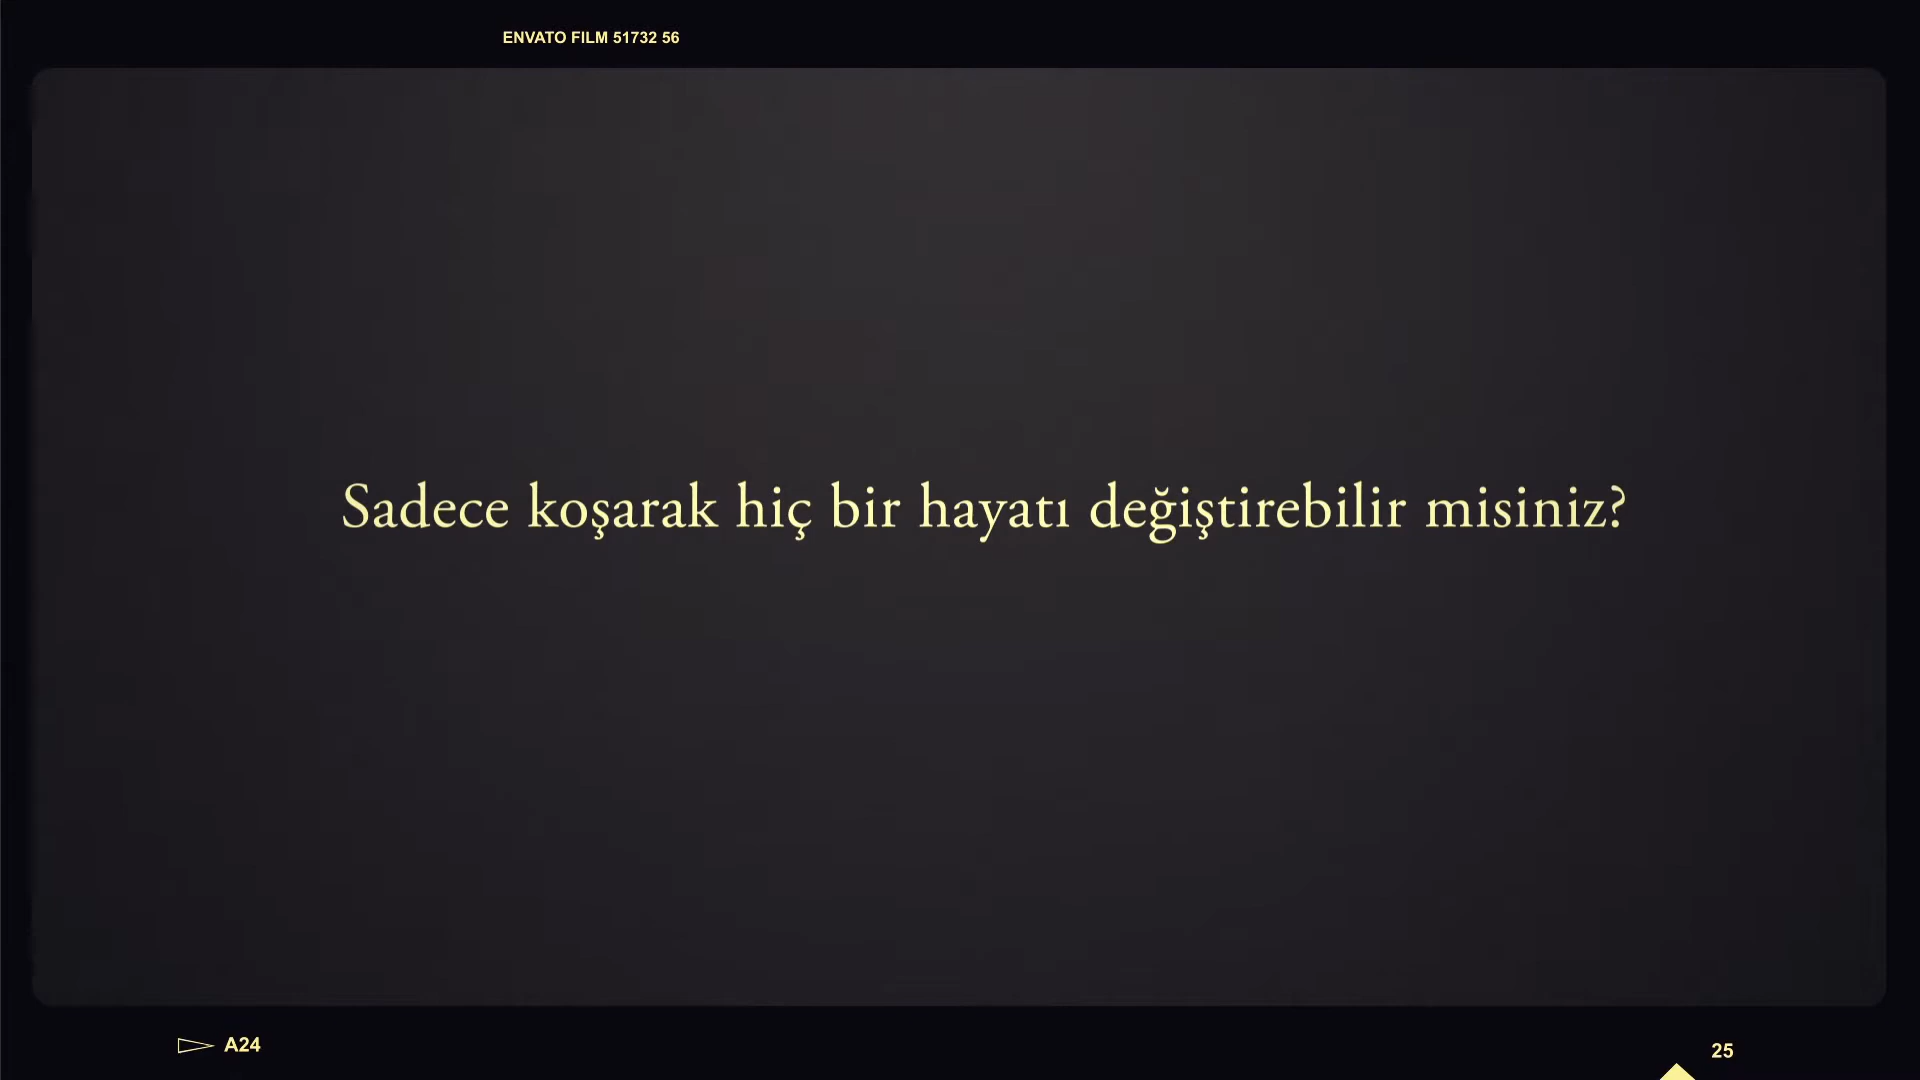 ENVATO FILM 51732 56
Sadece koşarak hiç bir hayatı değiştirebilir misiniz?
A24
25